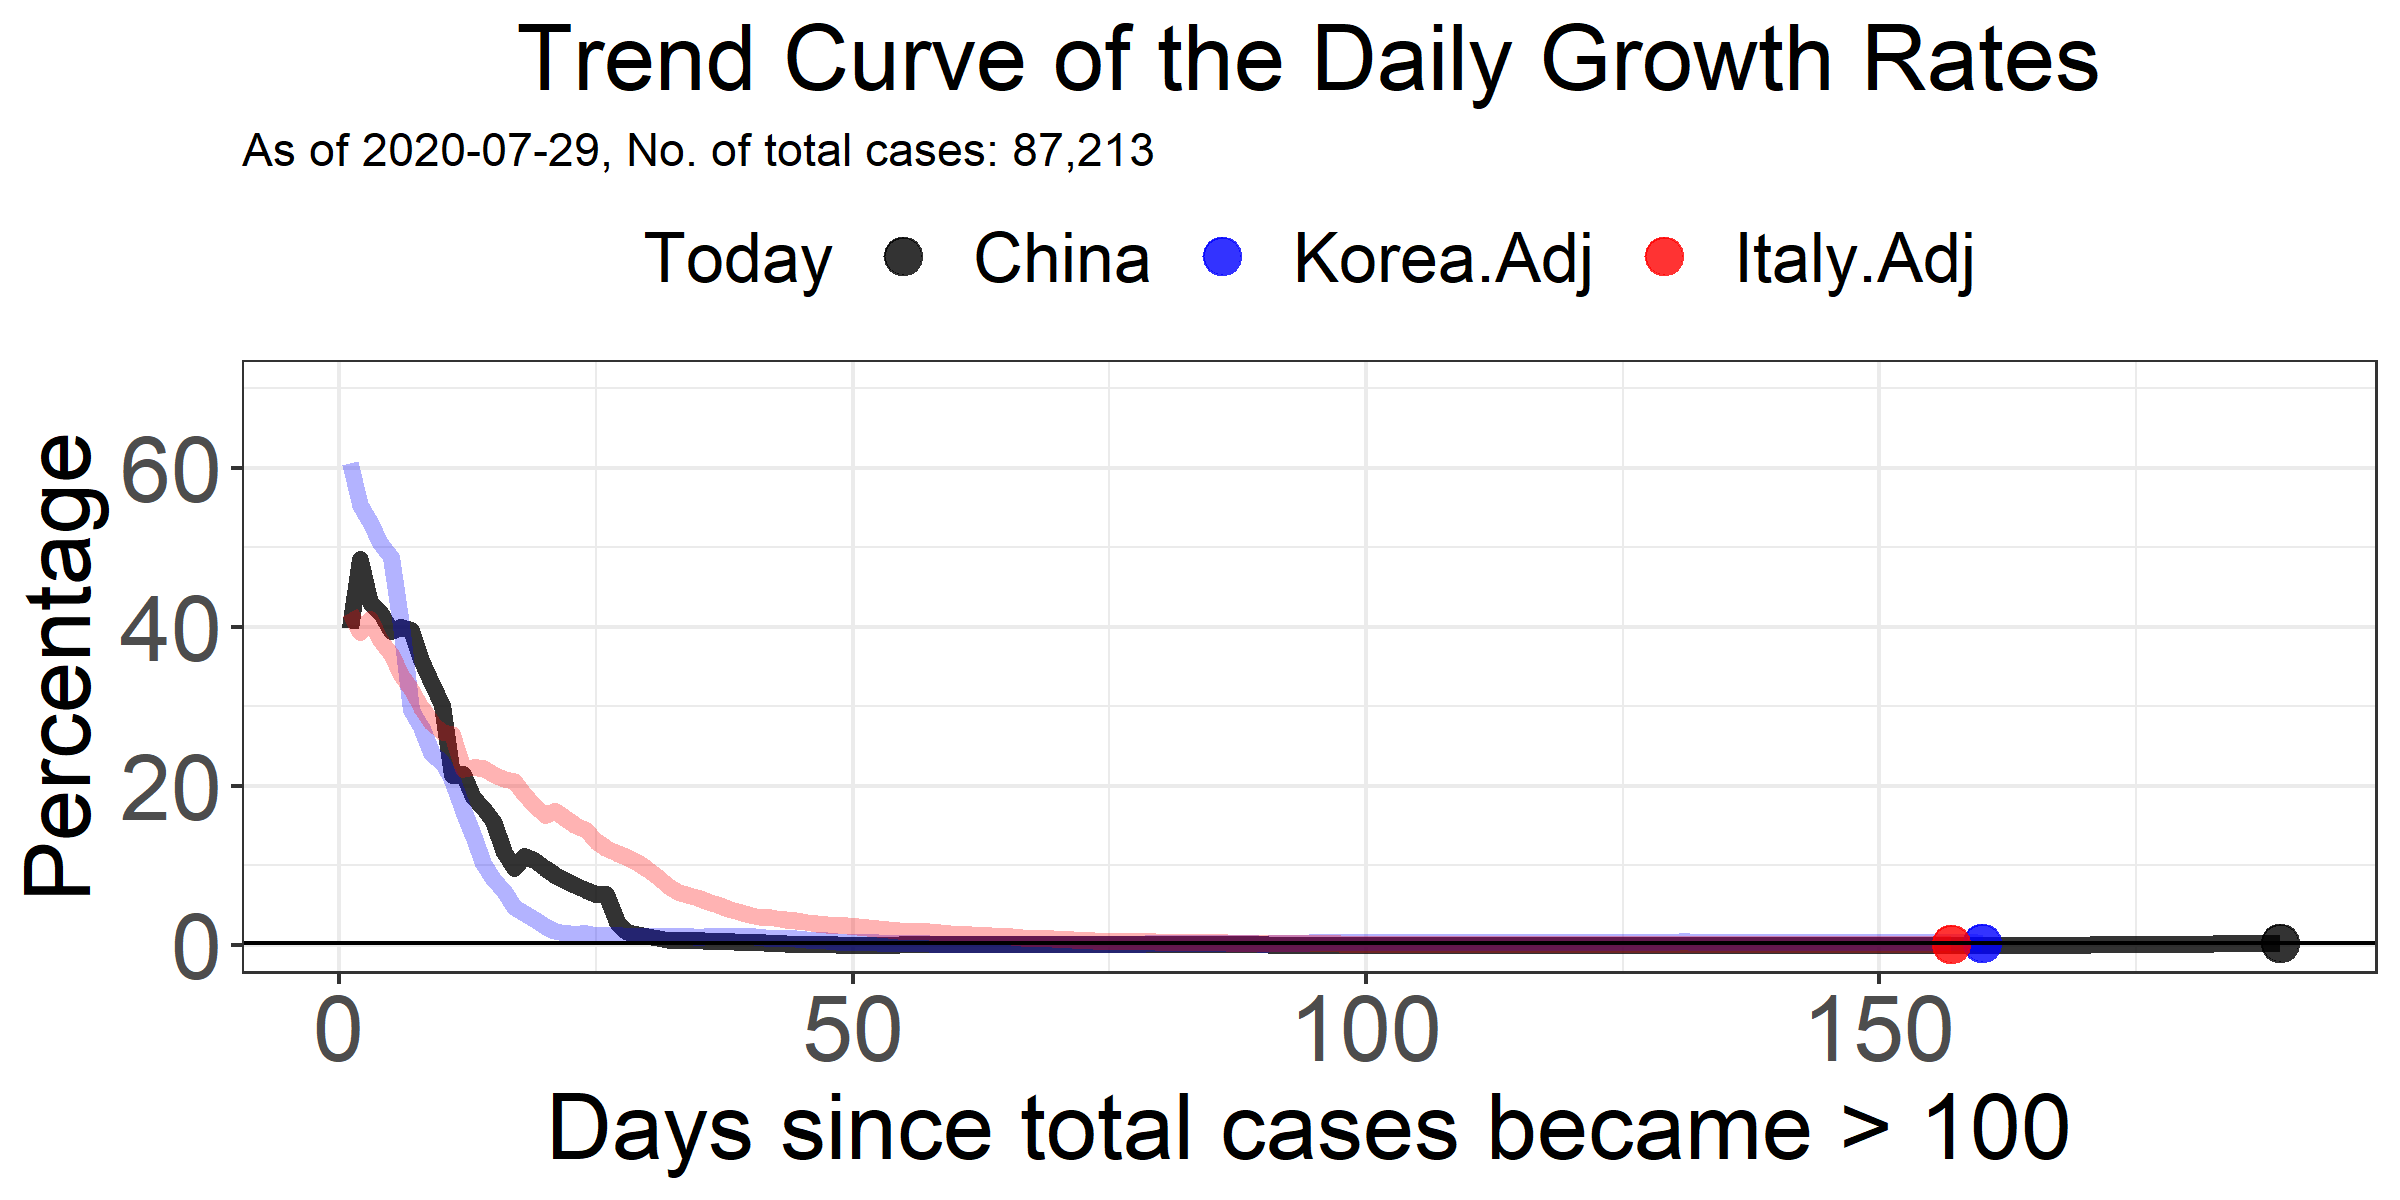 Trend Curve of the Daily Growth Rates
As of 2020-07-29, No. of total cases: 87,213
Today China Korea.Adj Italy.Adj
Percentage
60
40
20
0
0 50 100 150
Days since total cases became > 100